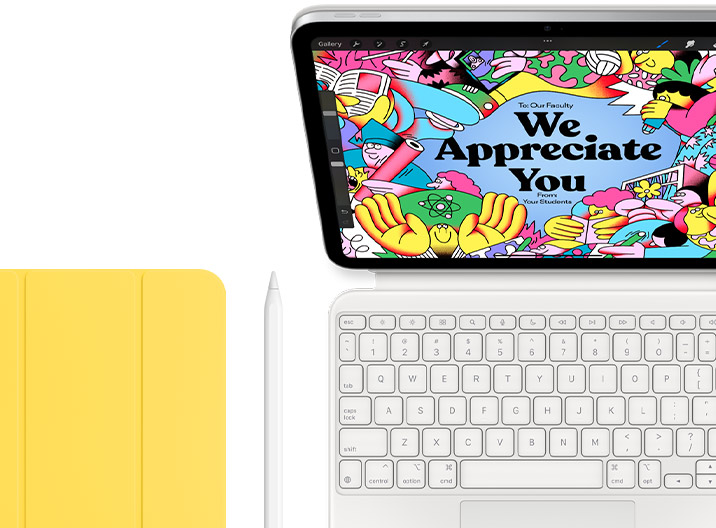 Gallery
To: Our Faculty
We
Appreciate
You
From
Your Students
esc
~ ! @ # $ % ^ & * ( ) — +
` 1 2 3 4 5 6 7 8 9 0 - =
tab Q W E R T Y U I O P { [
caps lock A S D F G H J K L : ; " '
shift Z X C V B N M < , > . ? /
control option cmd cmd opt